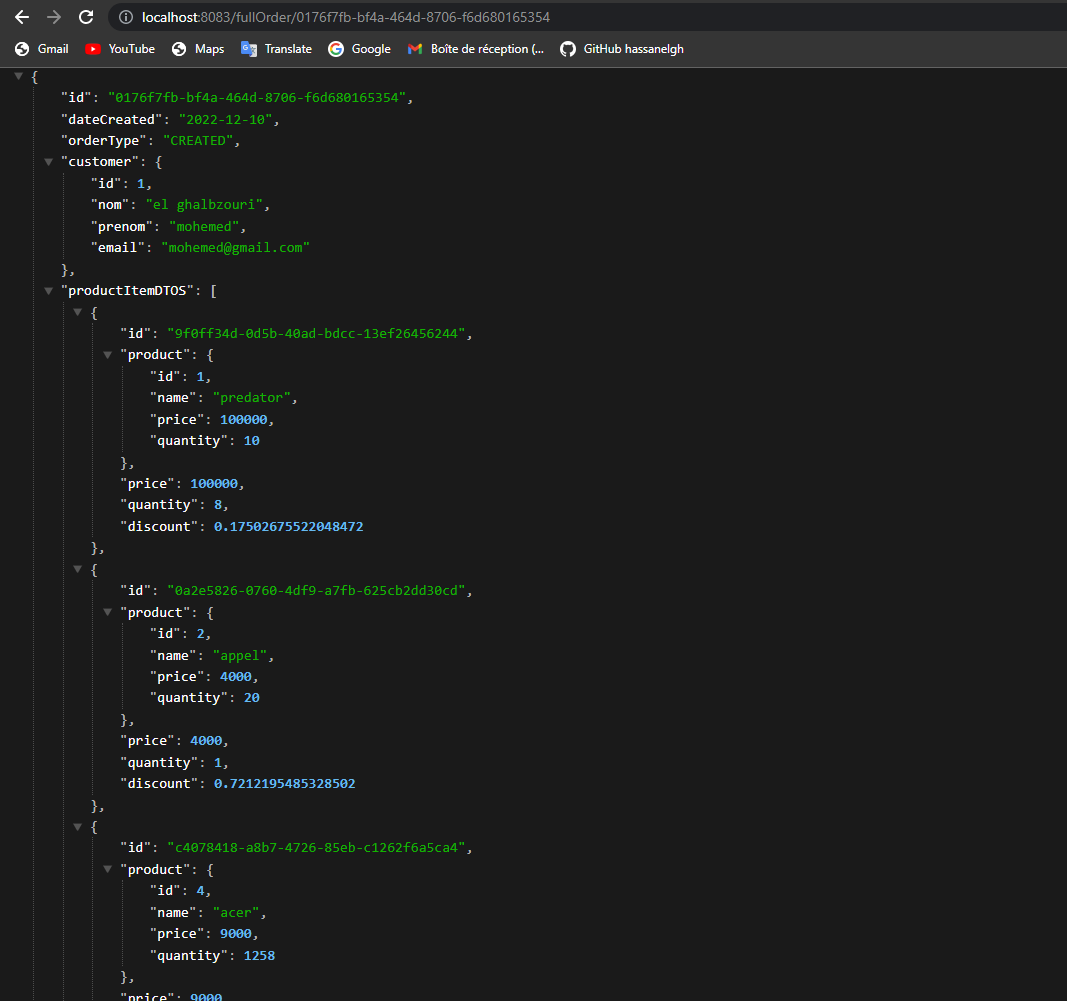 localhost:8083/fullOrder/0176f7fb-bf4a-464d-8706-f6d680165354
Gmail YouTube Maps Translate Google Boîte de réception (... GitHub hassanelgh
{
"id": "0176f7fb-bf4a-464d-8706-f6d680165354",
"dateCreated": "2022-12-10",
"orderType": "CREATED",
"customer": {
"id": 1,
"nom": "el ghalbzouri",
"prenom": "mohemed",
"email": "mohemed@gmail.com"
},
"productItemDTOS": [
{
"id": "9f0ff34d-0d5b-40ad-bdcc-13ef26456244",
"product": {
"id": 1,
"name": "predator",
"price": 100000,
"quantity": 10
},
"price": 100000,
"quantity": 8,
"discount": 0.17502675522048472
},
{
"id": "0a2e5826-0760-4df9-a7fb-625cb2dd30cd",
"product": {
"id": 2,
"name": "appel",
"price": 4000,
"quantity": 20
},
"price": 4000,
"quantity": 1,
"discount": 0.7212195485328502
},
{
"id": "c4078418-a8b7-4726-85eb-c1262f6a5ca4",
"product": {
"id": 4,
"name": "acer",
"price": 9000,
"quantity": 1258
},
"price": 9000